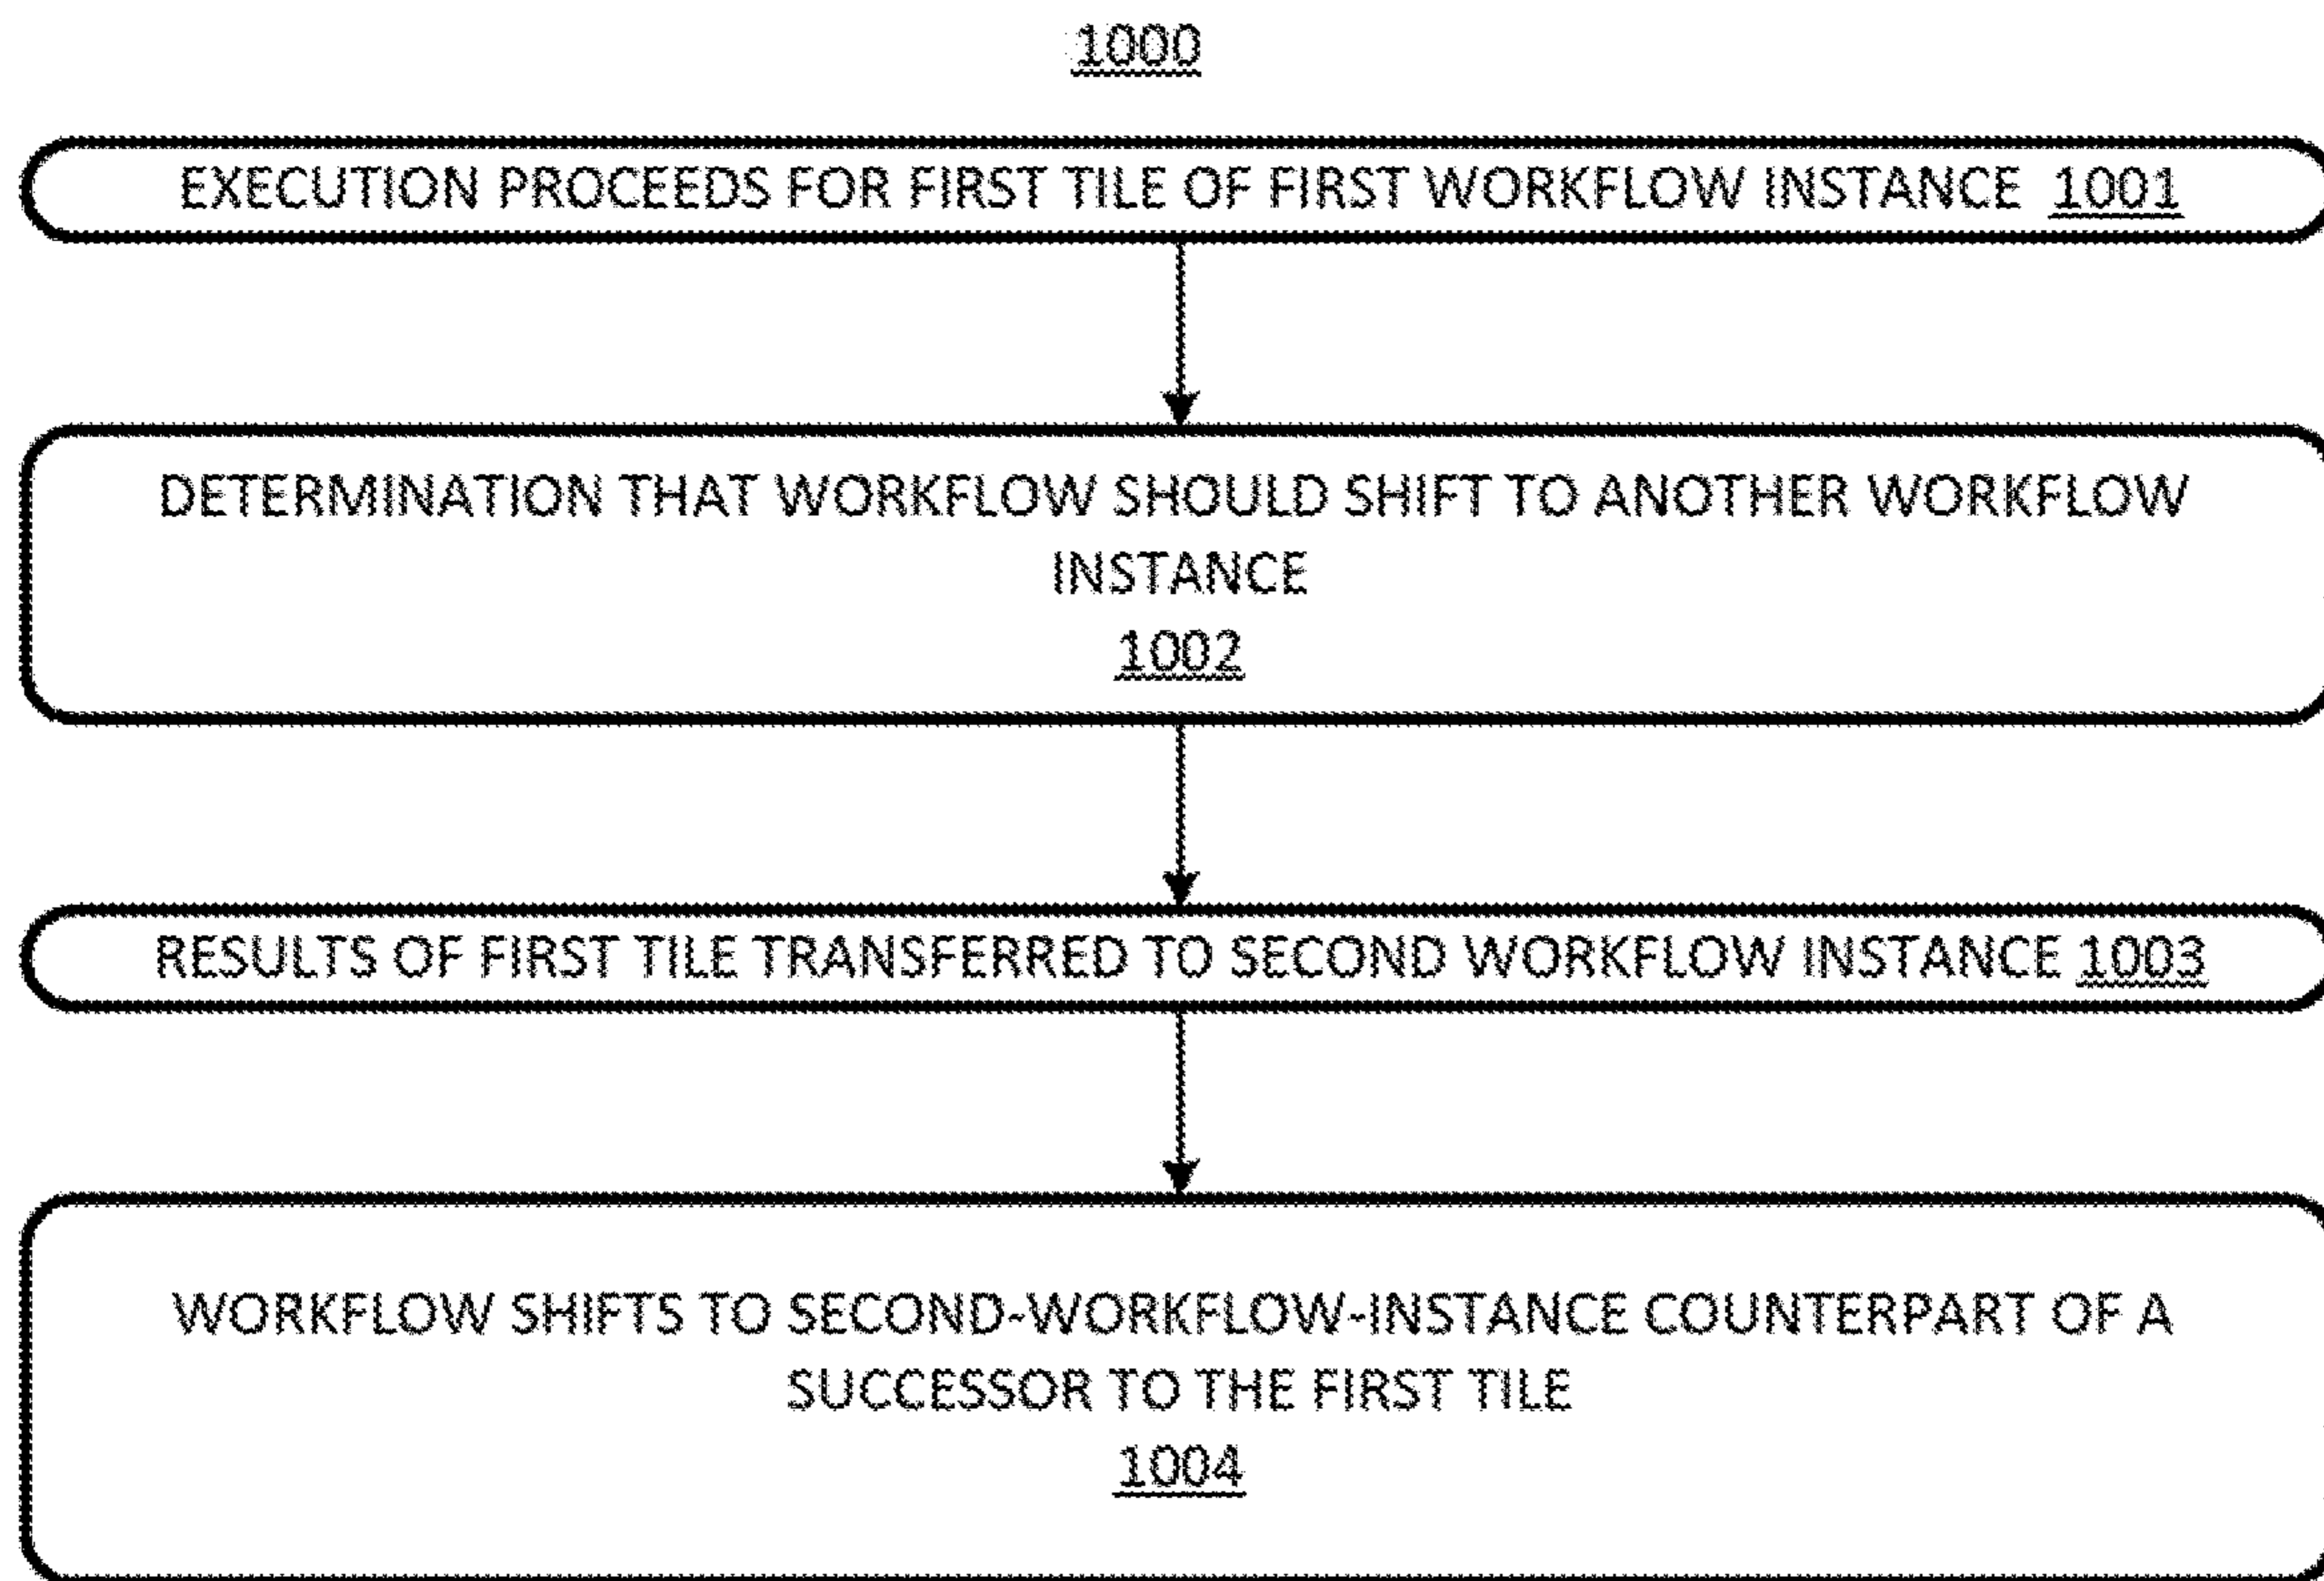 1000
EXECUTION PROCEEDS FOR FIRST TILE OF FIRST WORKFLOW INSTANCE 1001
DETERMINATION THAT WORKFLOW SHOULD SHIFT TO ANOTHER WORKFLOW
INSTANCE
1002
RESULTS OF FIRST TILE TRANSFERRED TO SECOND WORKFLOW INSTANCE 1003
WORKFLOW SHIFTS TO SECOND-WORKFLOW-INSTANCE COUNTERPART OF A
SUCCESSOR TO THE FIRST TILE
1004